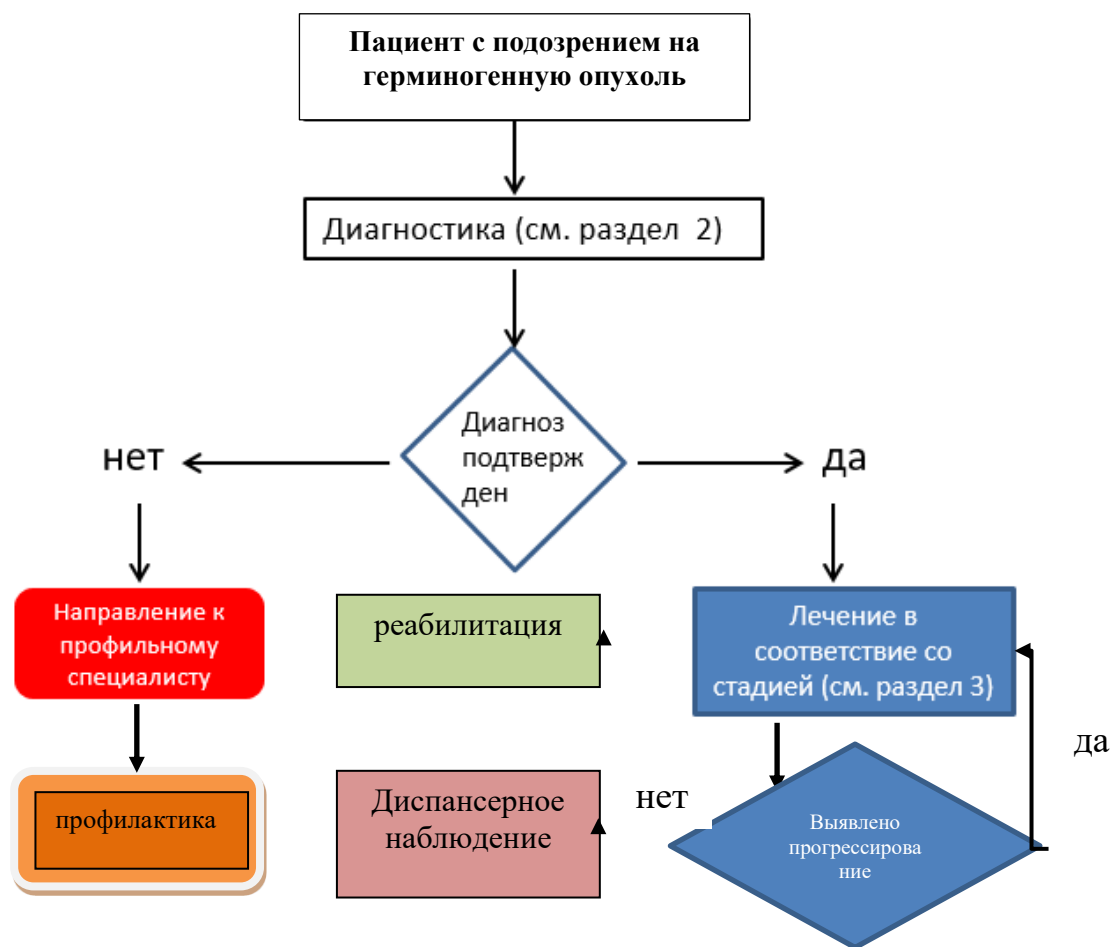 Пациент с подозрением на
герминогенную опухоль
Диагностика (см. раздел 2)
Диагноз
подтверж
ден
нет
да
Направление к
профильному
специалисту
реабилитация
Лечение в
соответствие со
стадией (см. раздел 3)
да
профилактика
Диспансерное
наблюдение
нет
Выявлено
прогрессирова
ние